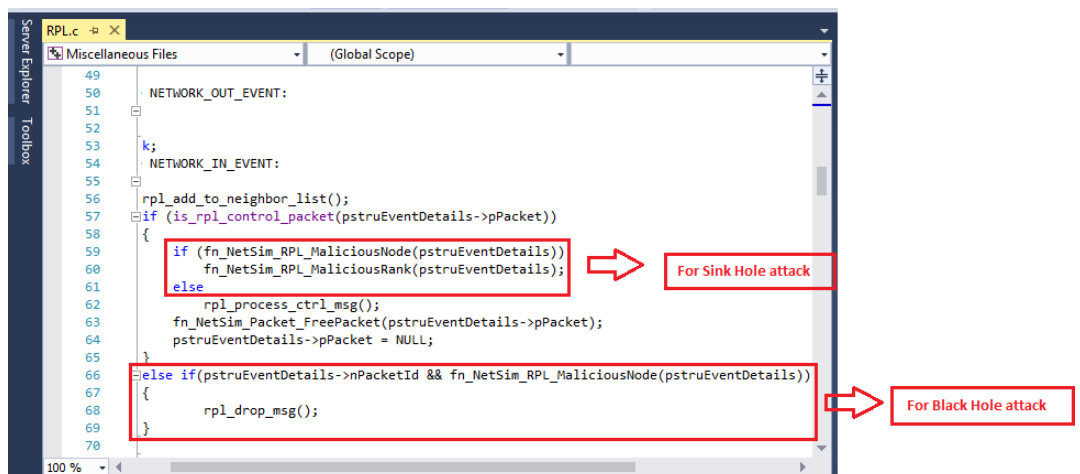 Server Explorer
Toolbox
RPL.c
Miscellaneous Files
(Global Scope)
49
50 NETWORK_OUT_EVENT:
51
52
53 k;
54 NETWORK_IN_EVENT:
55
56 rpl_add_to_neighbor_list();
57 if (is_rpl_control_packet(pstruEventDetails->pPacket))
58 {
59 if (fn_NetSim_RPL_MaliciousNode(pstruEventDetails))
60 fn_NetSim_RPL_MaliciousRank(pstruEventDetails);
61 else
62 rpl_process_ctrl_msg();
63 fn_NetSim_Packet_FreePacket(pstruEventDetails->pPacket);
64 pstruEventDetails->pPacket = NULL;
65 }
66 else if(pstruEventDetails->nPacketId && fn_NetSim_RPL_MaliciousNode(pstruEventDetails))
67 {
68 rpl_drop_msg();
69 }
70
For Sink Hole attack
For Black Hole attack
100 %